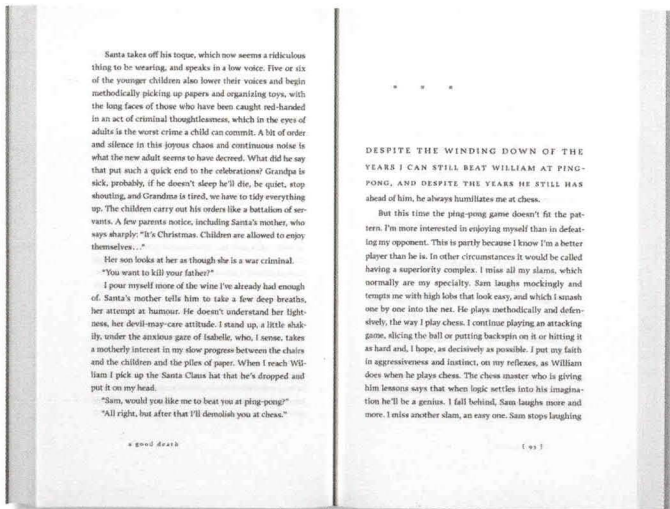 Santa takes off his toque, which now seems a ridiculous
thing to be wearing, and speaks in a low voice. Five or six
of the younger children also lower their voices and begin
methodically picking up papers and organizing toys, with
the long faces of those who have been caught red-handed
in an act of criminal thoughtlessness, which in the eyes of
adults is the worst crime a child can commit. A bit of order
and silence in this joyous chaos and continuous noise is
what the new adult seems to have decreed. What did he say
that put such a quick end to the celebrations? Grandpa is
sick, probably, if he doesn't sleep he'll die, be quiet, stop
shouting, and Grandma is tired, we have to tidy everything
up. The children carry out his orders like a battalion of ser-
vants. A few parents notice, including Santa's mother, who
says sharply: "It's Christmas. Children are allowed to enjoy
themselves..."
Her son looks at her as though she is a war criminal.
"You want to kill your father?"
I pour myself more of the wine I've already had enough
of. Santa's mother tells him to take a few deep breaths,
her attempt at humour. He doesn't understand her light-
ness, her devil-may-care attitude. I stand up, a little shak-
ily, under the anxious gaze of Isabelle, who, I sense, takes
a motherly interest in my slow progress between the chairs
and the children and the piles of paper. When I reach Wil-
liam I pick up the Santa Claus hat that he's dropped and
put it on my head.
"Sam, would you like me to beat you at ping-pong?"
"All right, but after that I'll demolish you at chess."
a good death
* * *
DESPITE THE WINDING DOWN OF THE
YEARS I CAN STILL BEAT WILLIAM AT PING-
PONG, AND DESPITE THE YEARS HE STILL HAS
ahead of him, he always humiliates me at chess.
But this time the ping-pong game doesn't fit the pat-
tern. I'm more interested in enjoying myself than in defeat-
ing my opponent. This is partly because I know I'm a better
player than he is. In other circumstances it would be called
having a superiority complex. I miss all my slams, which
normally are my specialty. Sam laughs mockingly and
tempts me with high lobs that look easy, and which I smash
one by one into the net. He plays methodically and defen-
sively, the way I play chess. I continue playing an attacking
game, slicing the ball or putting backspin on it or hitting it
as hard and, I hope, as decisively as possible. I put my faith
in aggressiveness and instinct, on my reflexes, as William
does when he plays chess. The chess master who is giving
him lessons says that when logic settles into his imagina-
tion he'll be a genius. I fall behind, Sam laughs more and
more. I miss another slam, an easy one. Sam stops laughing